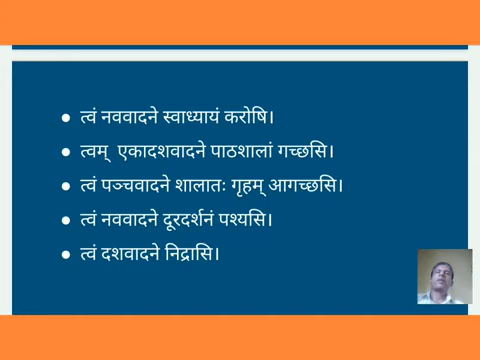 ● त्वं नववादने स्वाध्यायं करोषि।
● त्वम् एकादशवादने पाठशालां गच्छसि।
● त्वं पञ्चवादने शालातः गृहम् आगच्छसि।
● त्वं नववादने दूरदर्शनं पश्यसि।
● त्वं दशवादने निद्रासि।